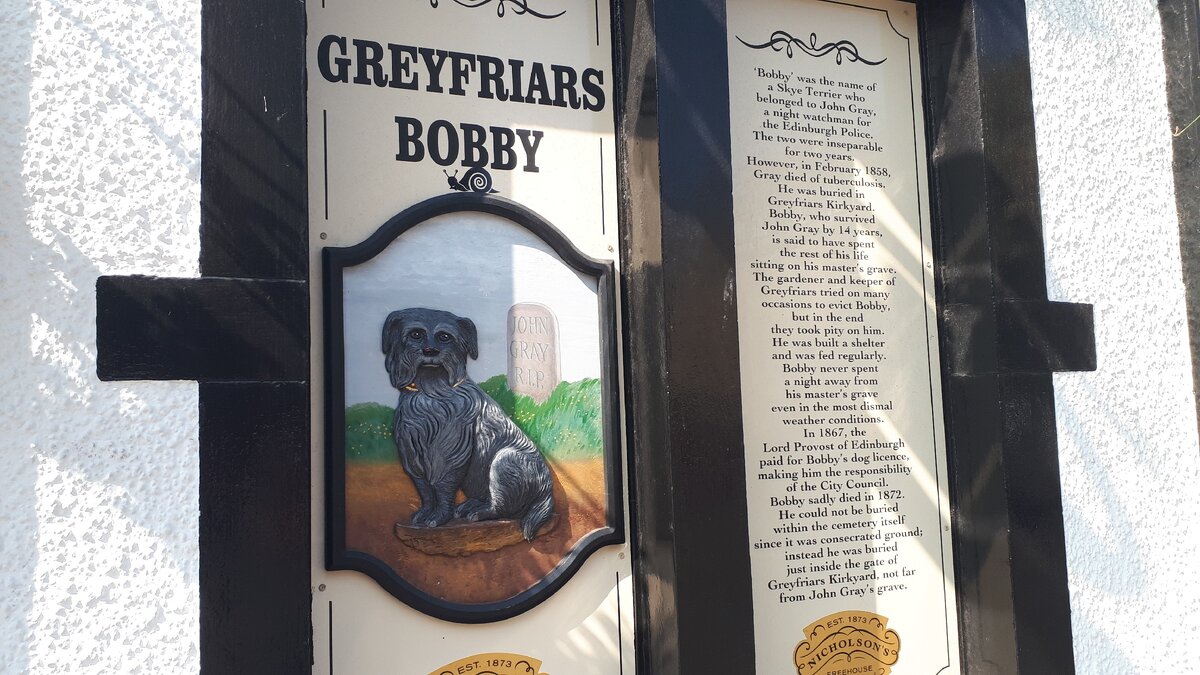 GREYFRIARS
BOBBY
JOHN
GRAY
R.I.P.
EST. 1873
'Bobby' was the name of
a Skye Terrier who
belonged to John Gray,
a night watchman for
the Edinburgh Police.
The two were inseparable
for two years.
However, in February 1858,
Gray died of tuberculosis.
He was buried in
Greyfriars Kirkyard.
Bobby, who survived
John Gray by 14 years,
is said to have spent
the rest of his life
sitting on his master's grave.
The gardener and keeper of
Greyfriars tried on many
occasions to evict Bobby,
but in the end
they took pity on him.
He was built a shelter
and was fed regularly.
Bobby never spent
a night away from
his master's grave
even in the most dismal
weather conditions.
In 1867, the
Lord Provost of Edinburgh
paid for Bobby's dog licence,
making him the responsibility
of the City Council.
Bobby sadly died in 1872.
He could not be buried
within the cemetery itself
since it was consecrated ground;
instead he was buried
just inside the gate of
Greyfriars Kirkyard, not far
from John Gray's grave.
EST. 1873
NICHOLSON'S
FREEHOUSE